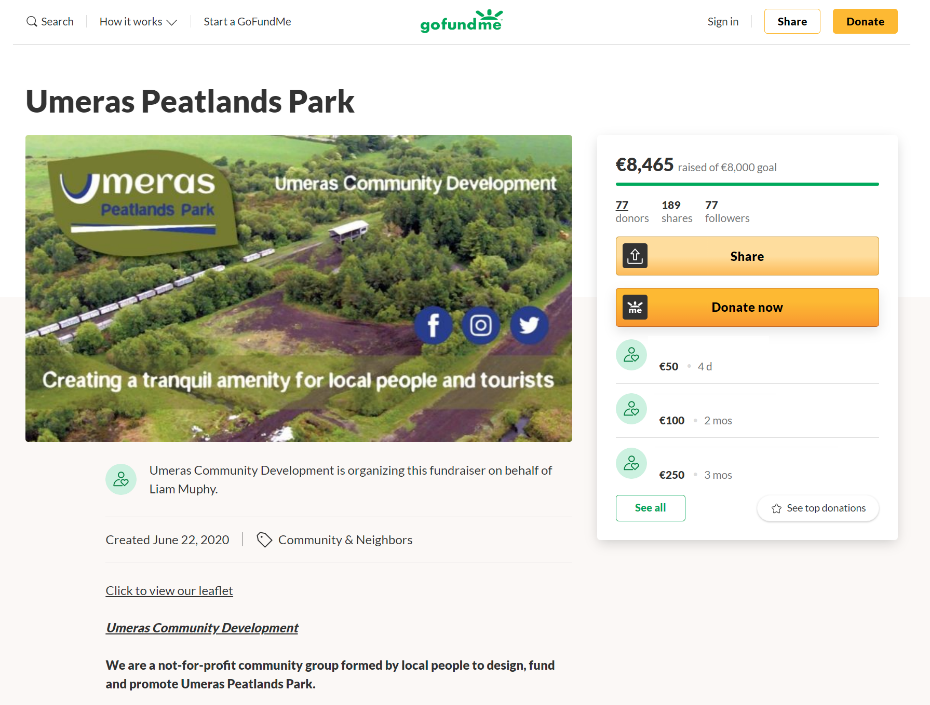 Search
How it works
Start a GoFundMe
gofundme
Sign in
Share
Donate
Umeras Peatlands Park
Umeras
Peatlands Park
Umeras Community Development
Creating a tranquil amenity for local people and tourists
€8,465 raised of €8,000 goal
77 189 77
donors shares followers
Share
me Donate now
€50 • 4 d
€100 • 2 mos
€250 • 3 mos
See all
See top donations
Umeras Community Development is organizing this fundraiser on behalf of
Liam Muphy.
Created June 22, 2020
Community & Neighbors
Click to view our leaflet
Umeras Community Development
We are a not-for-profit community group formed by local people to design, fund
and promote Umeras Peatlands Park.